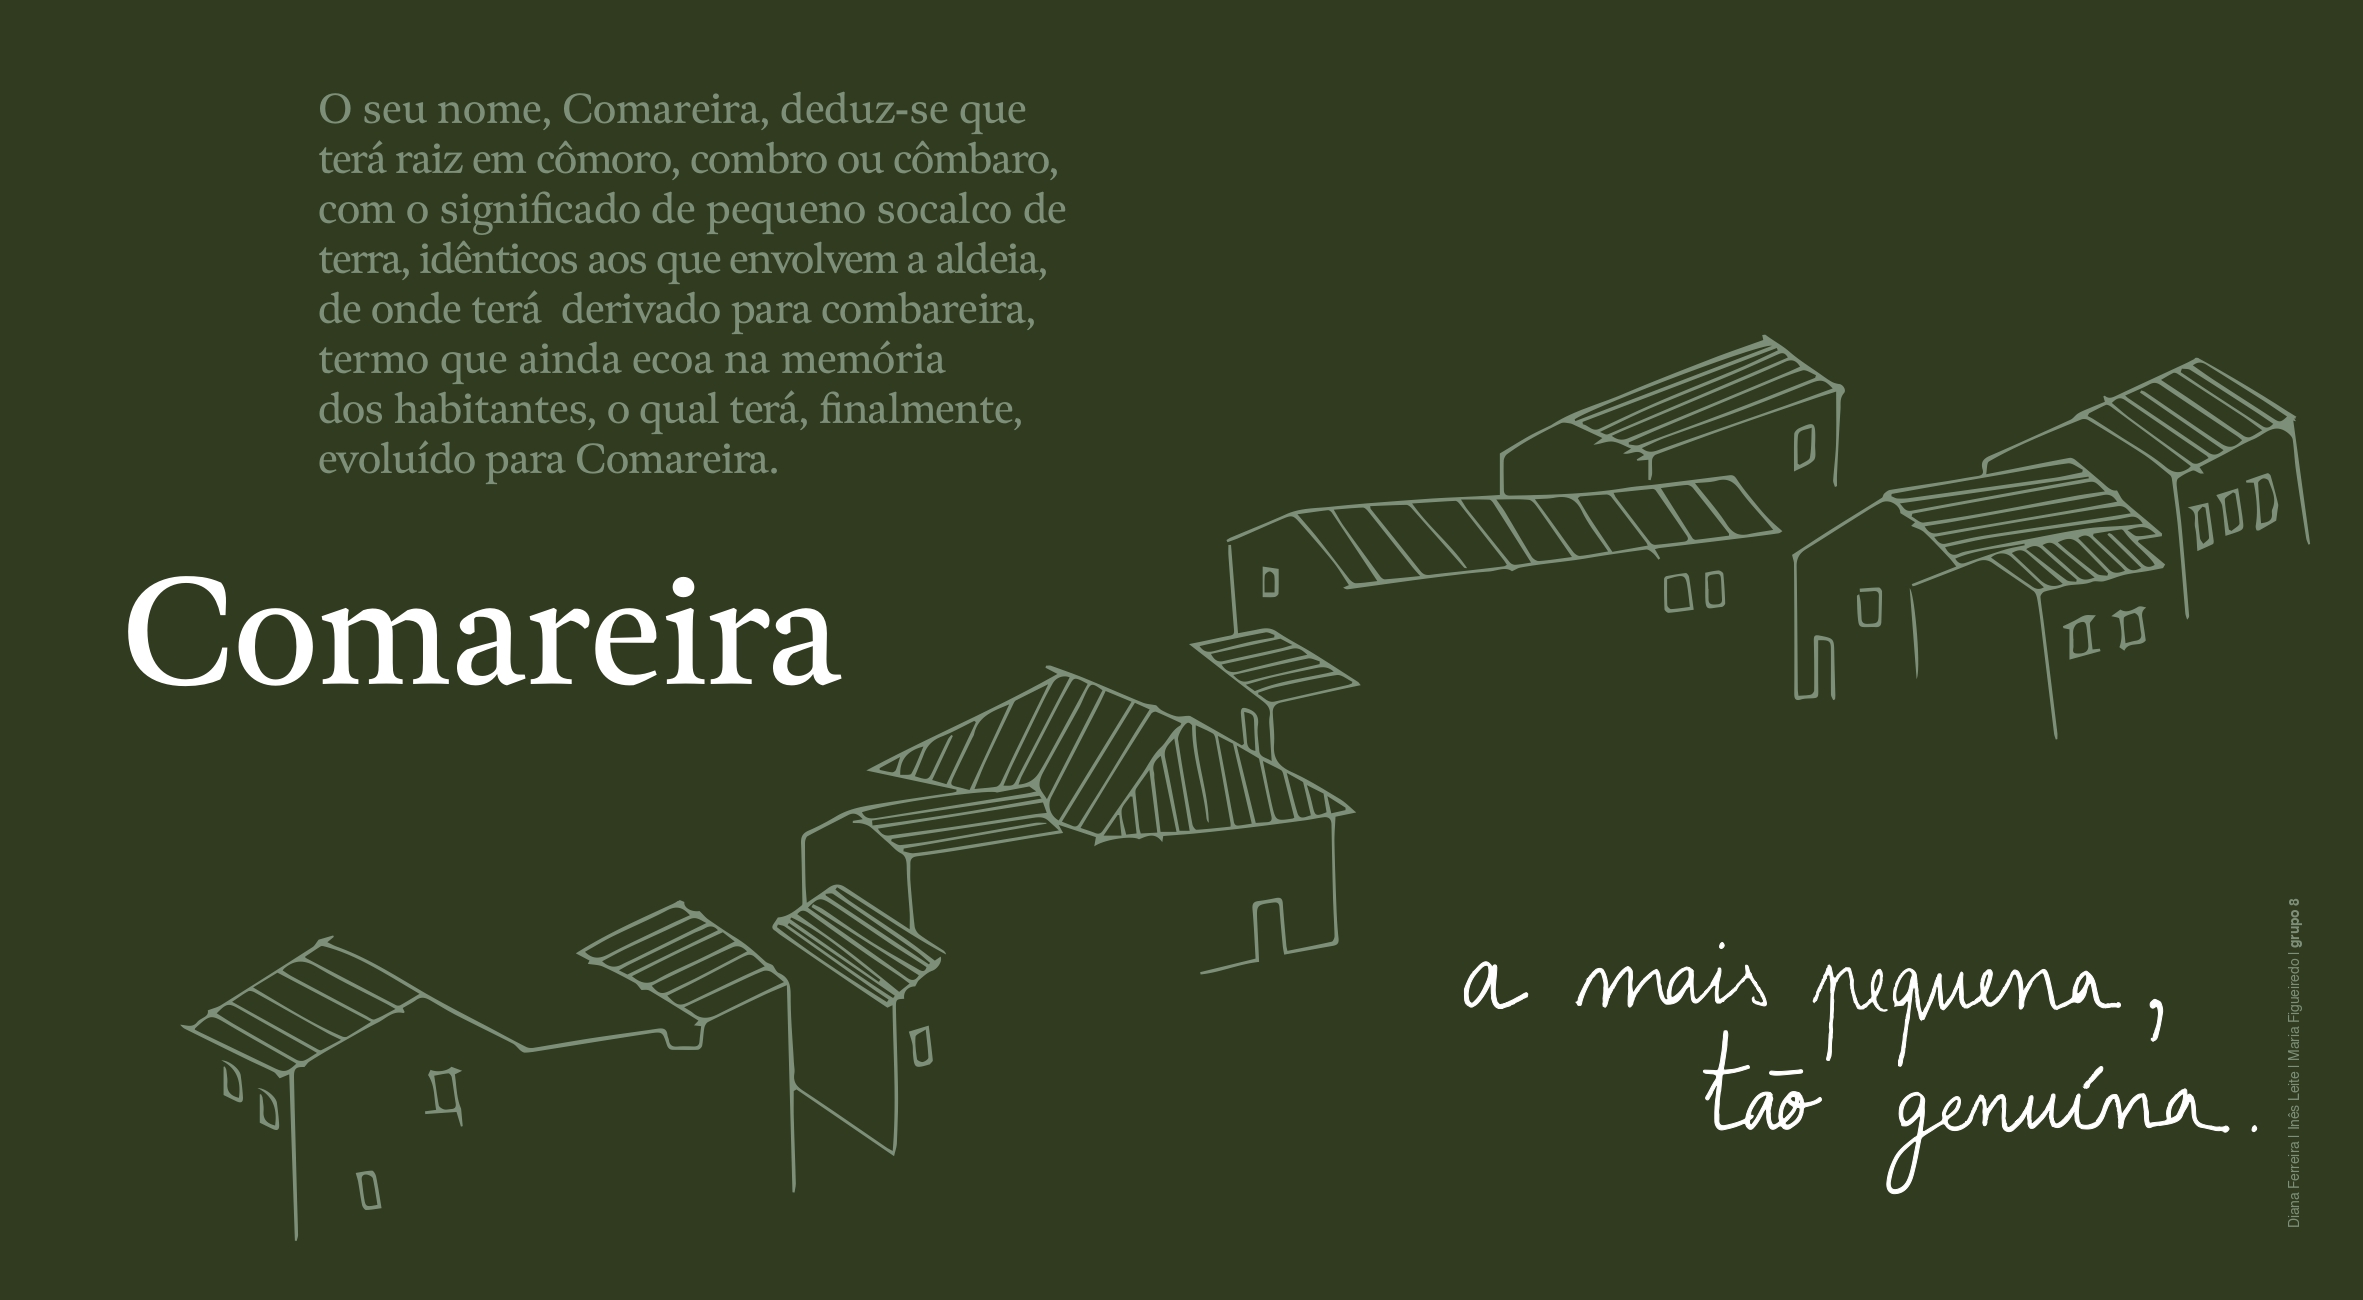 O seu nome, Comareira, deduz-se que
terá raiz em cômoro, combro ou cômbaro,
com o significado de pequeno socalco de
terra, idênticos aos que envolvem a aldeia,
de onde terá  derivado para combareira,
termo que ainda ecoa na memória
dos habitantes, o qual terá, finalmente,
evoluído para Comareira.
Comareira
a mais pequena,
tão genuína.
Diana Ferreira | Inês Leite | Maria Figueiredo | grupo 8